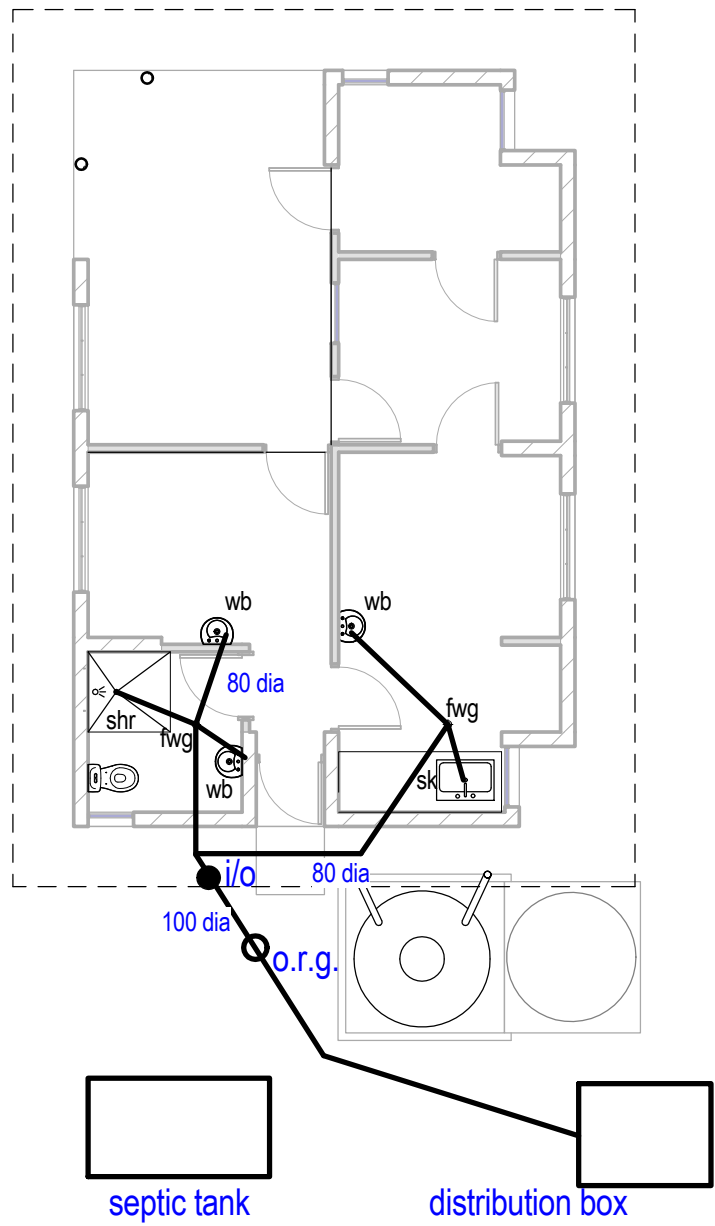 wb
wb
80 dia
shr
fwg
fwg
wb
sk
i/o
80 dia
100 dia
o.r.g.
septic tank
distribution box